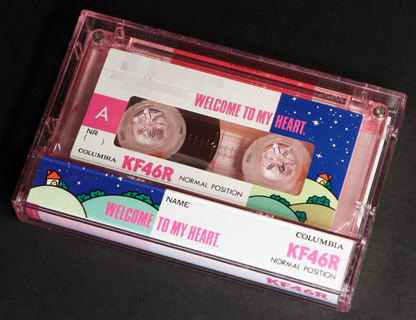 WELCOME TO MY HEART.
A
NR
( )
COLUMBIA
KF46R NORMAL POSITION
NAME
WELCOME TO MY HEART.
COLUMBIA
KF46R
NORMAL POSITION
KF46R